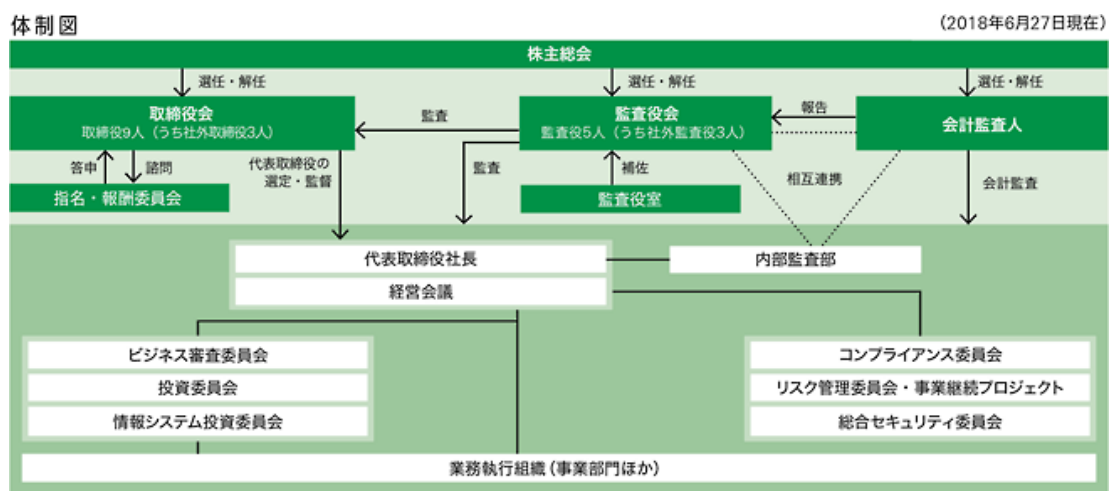 体制図
（2018年6月27日現在）
株主総会
選任・解任
選任・解任
選任・解任
取締役会
取締役9人（うち社外取締役3人）
監査
監査役会
監査役5人（うち社外監査役3人）
報告
会計監査人
答申
諮問
代表取締役の
選定・監督
監査
補佐
相互連携
会計監査
指名・報酬委員会
監査役室
代表取締役社長
内部監査部
経営会議
ビジネス審査委員会
投資委員会
情報システム投資委員会
コンプライアンス委員会
リスク管理委員会・事業継続プロジェクト
総合セキュリティ委員会
業務執行組織（事業部門ほか）